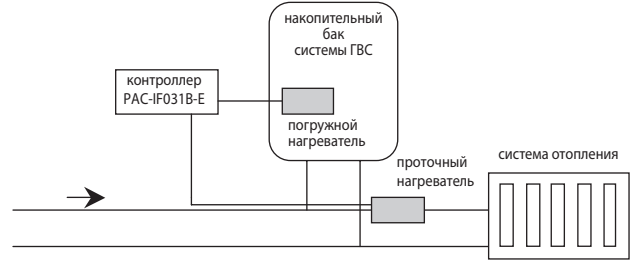 накопительный
бак
системы ГВС
контроллер
PAC-IF031B-E
погружной
нагреватель
проточный
нагреватель
система отопления